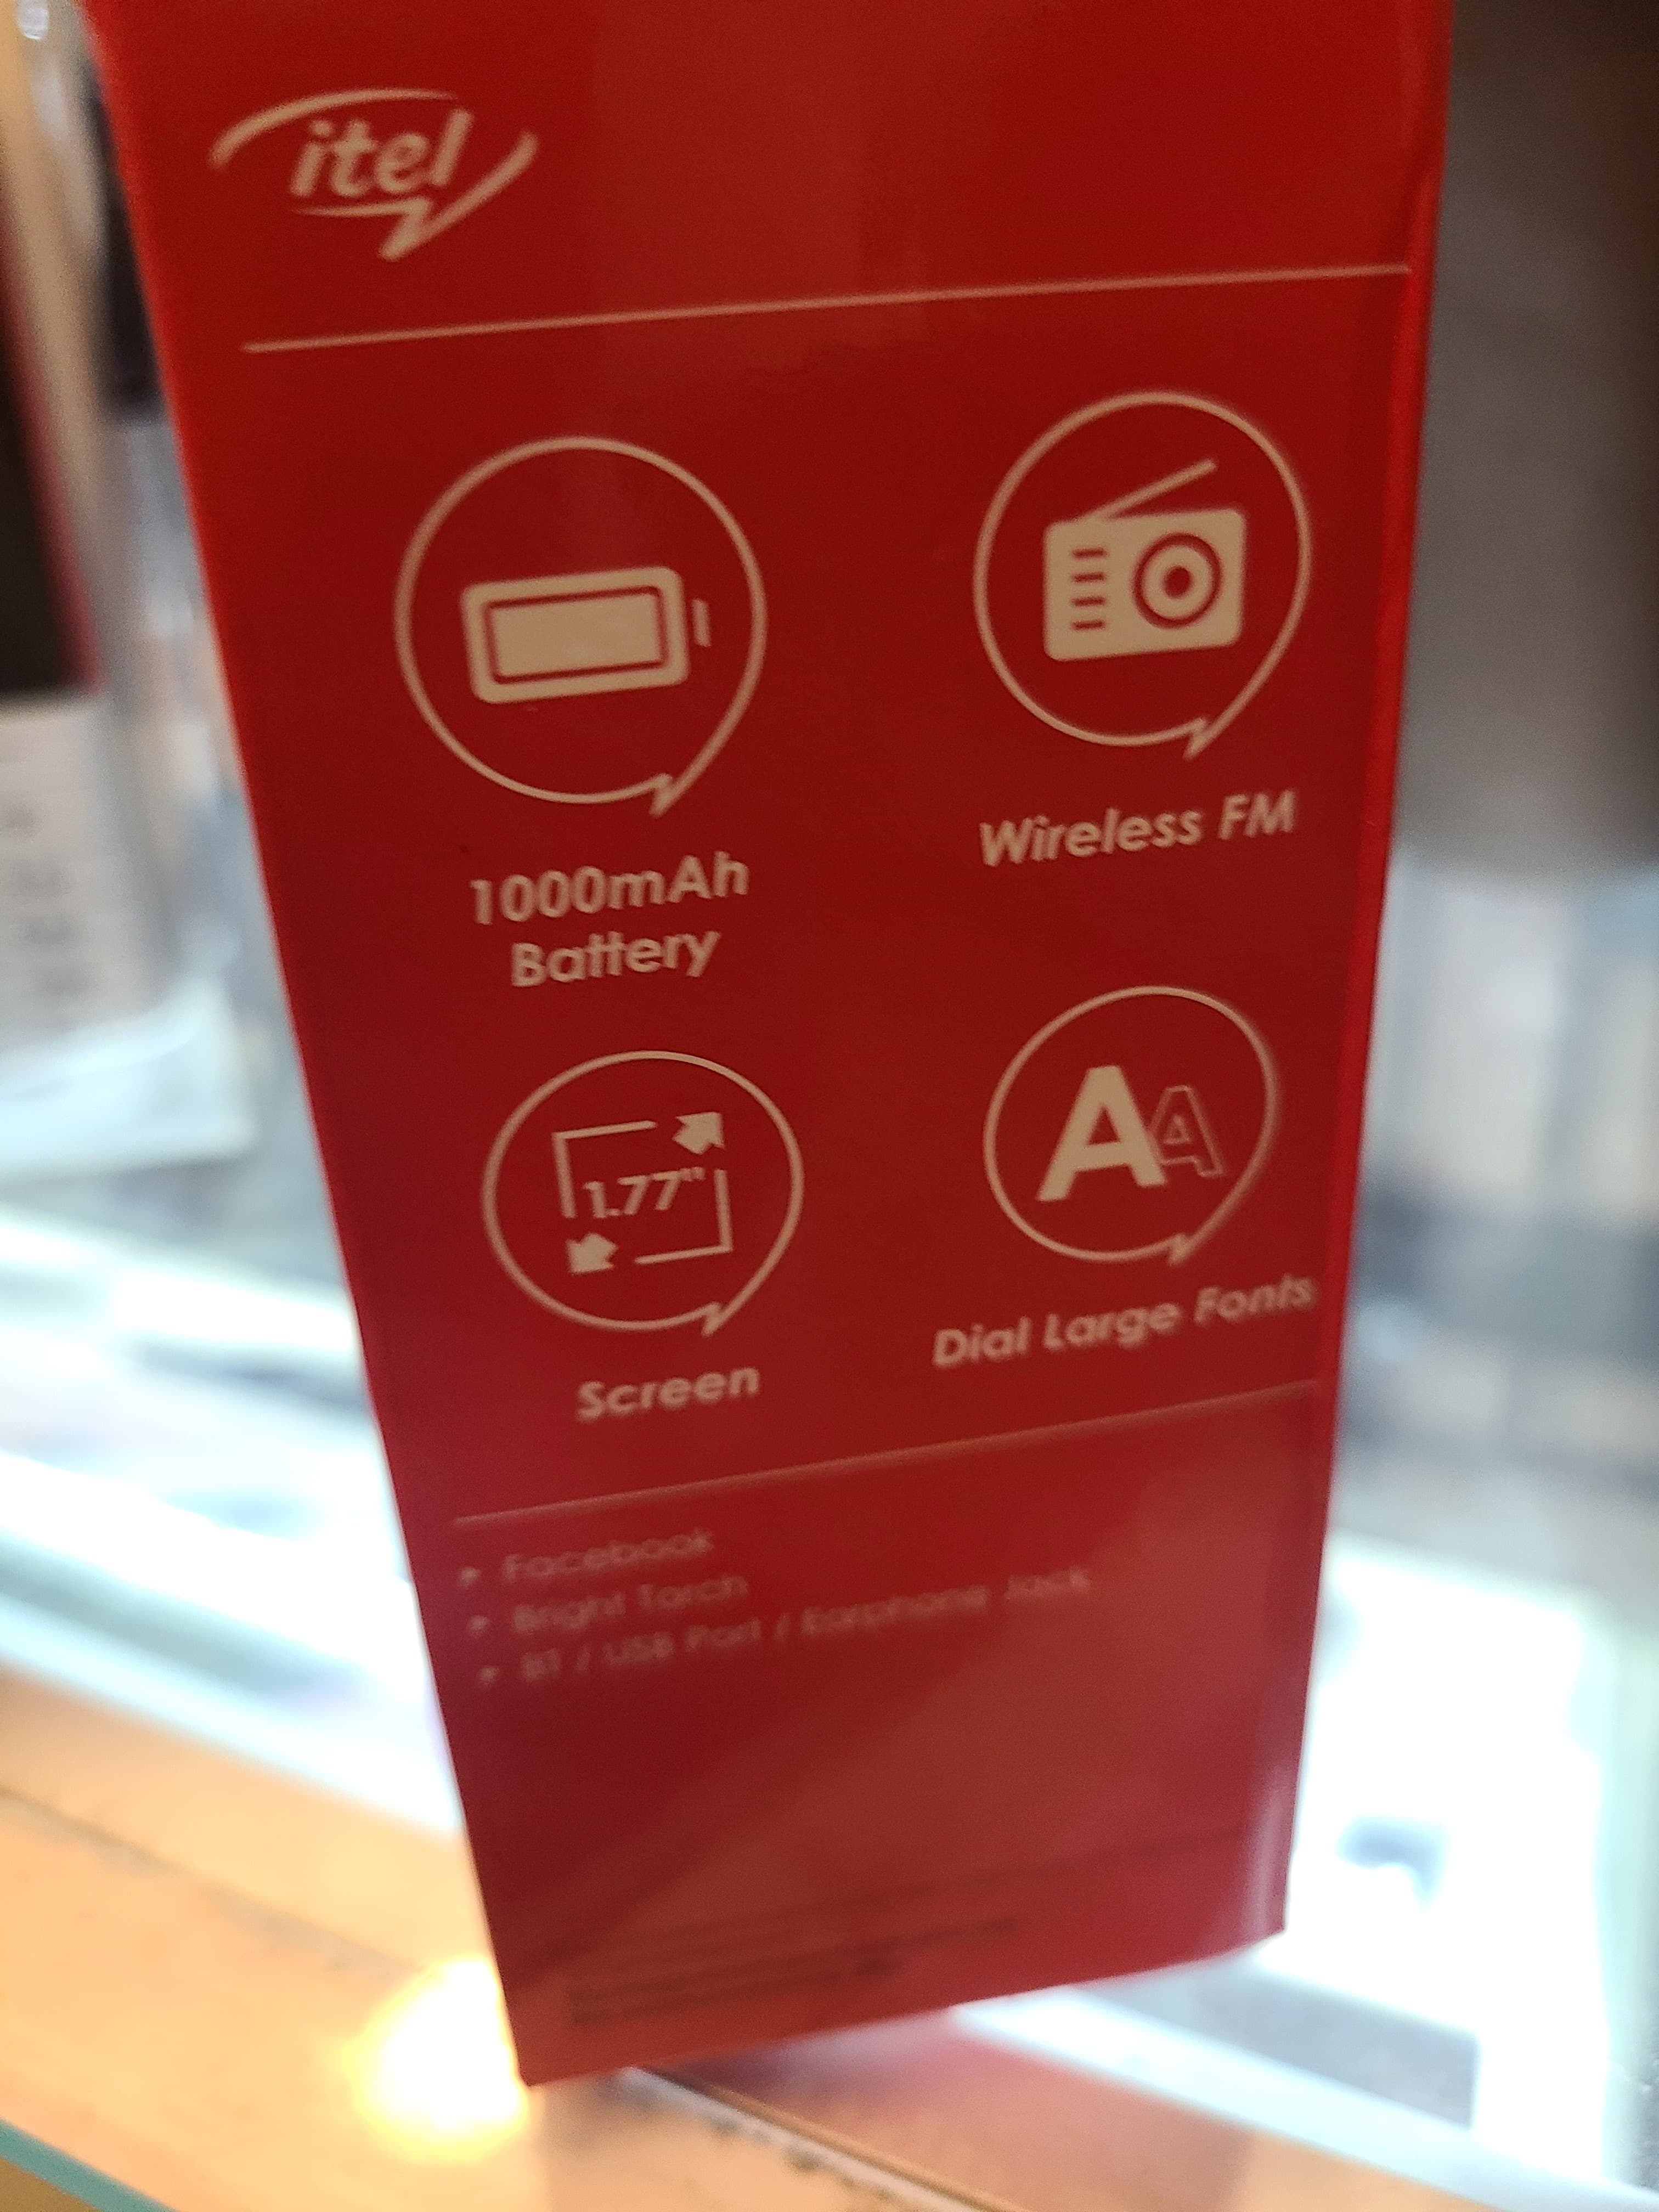 itel
1000mAh
Battery
Wireless FM
1.77"
Screen
AA
Dial Large Fonts
Facebook
Bright Torch
BT / USB Port / Earphone Jack